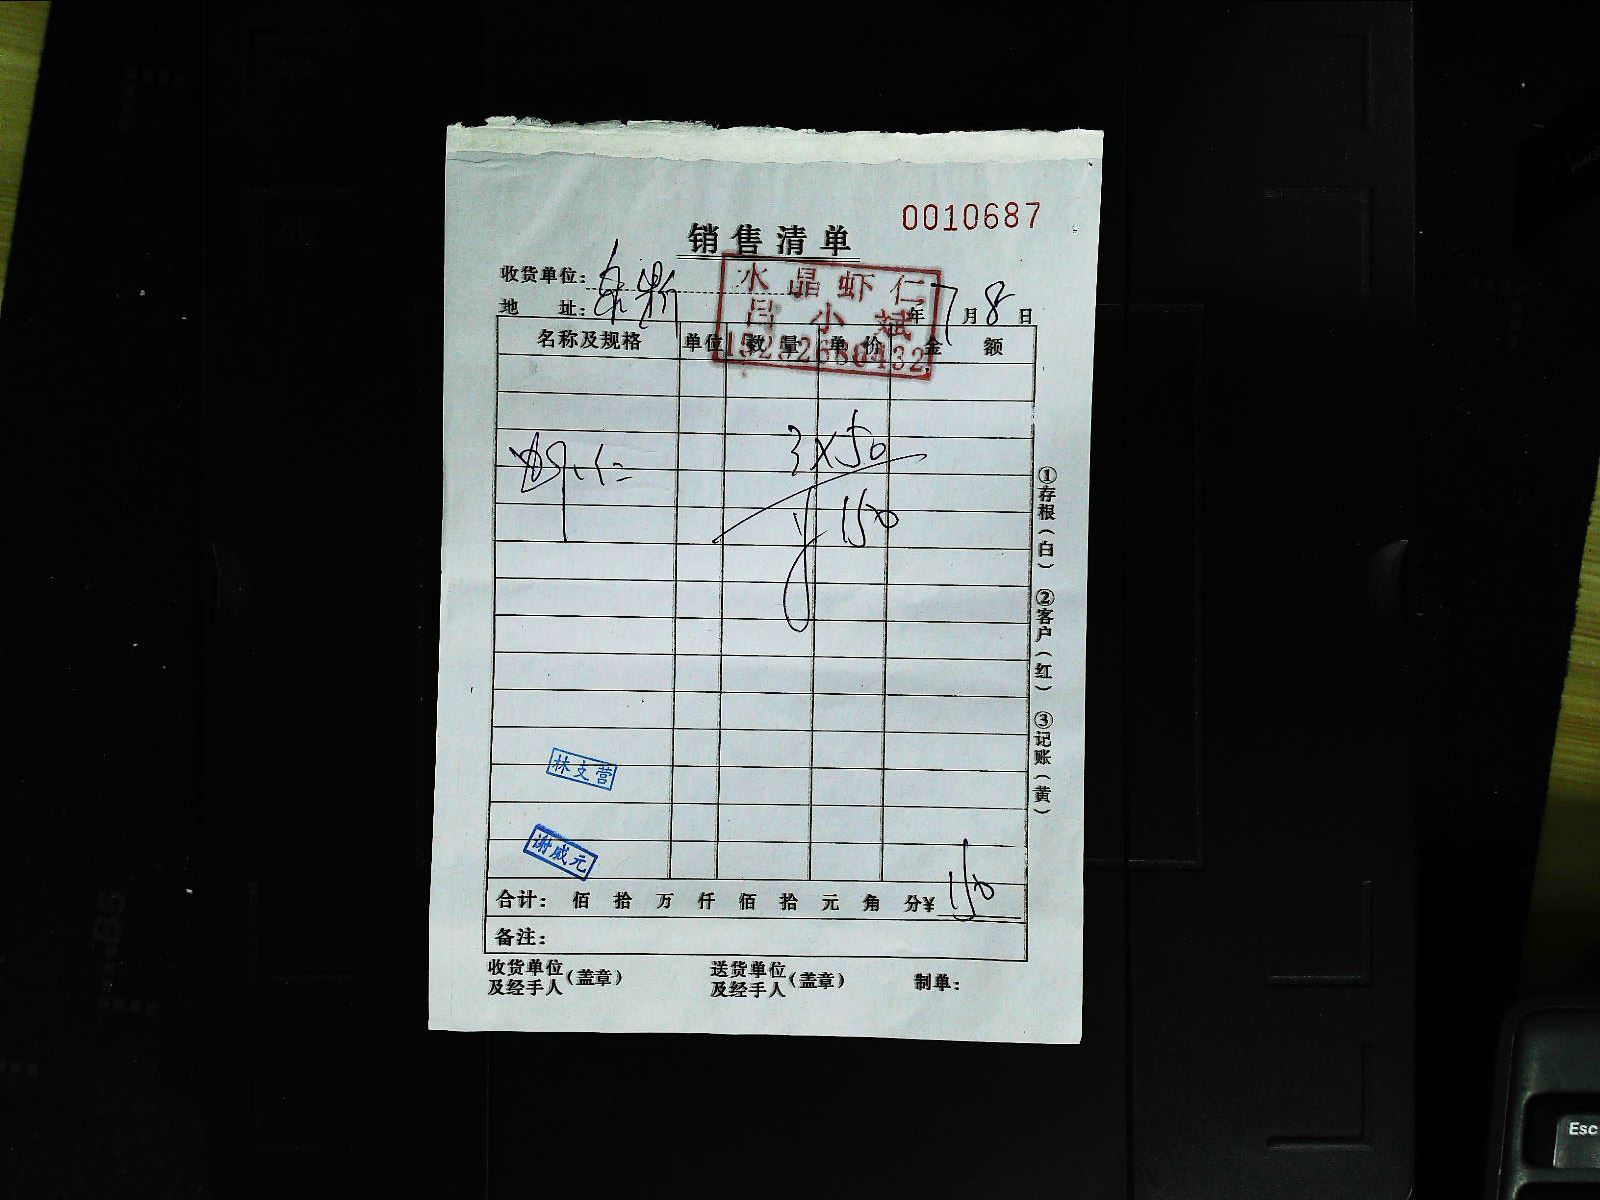 0010687
销售清单
收货单位：
水晶虾仁
吕小斌
地 址： 年 7月8日
名称及规格 单位 数量 单价 金额
虾仁 3×50
¥150
①存根（白） ②客户（红） ③记账（黄）
林文营
谢威元
合计： 佰 拾 万 仟 佰 拾 元 角 分¥ 150
备注：
收货单位及经手人（盖章） 送货单位及经手人（盖章） 制单：
Esc